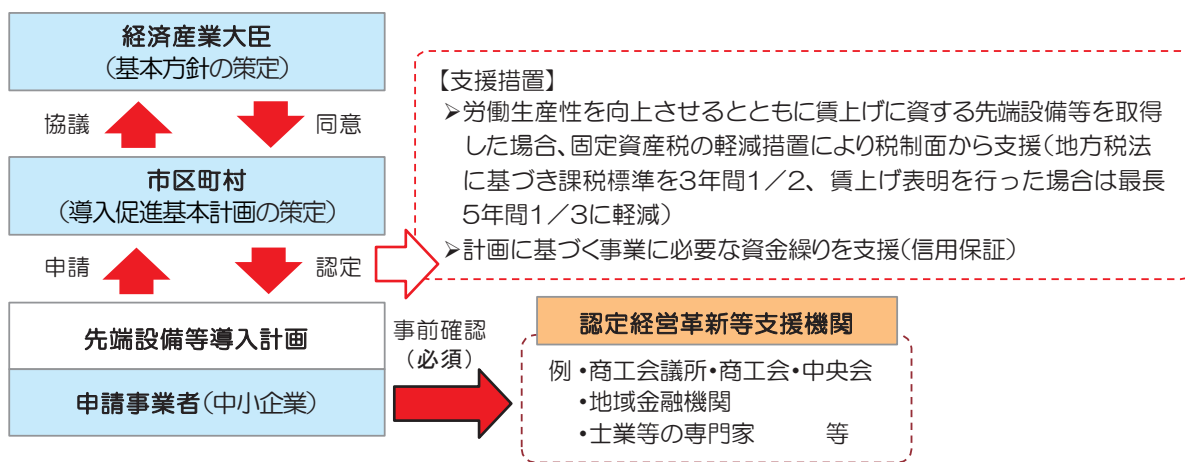 経済産業大臣
（基本方針の策定）
協議
同意
市区町村
（導入促進基本計画の策定）
申請
認定
先端設備等導入計画
申請事業者（中小企業）
【支援措置】
➢労働生産性を向上させるとともに賃上げに資する先端設備等を取得
した場合、固定資産税の軽減措置により税制面から支援（地方税法
に基づき課税標準を3年間1／2、賃上げ表明を行った場合は最長
5年間1／3に軽減）
➢計画に基づく事業に必要な資金繰りを支援（信用保証）
事前確認
（必須）
認定経営革新等支援機関
例 ・商工会議所・商工会・中央会
・地域金融機関
・士業等の専門家 等